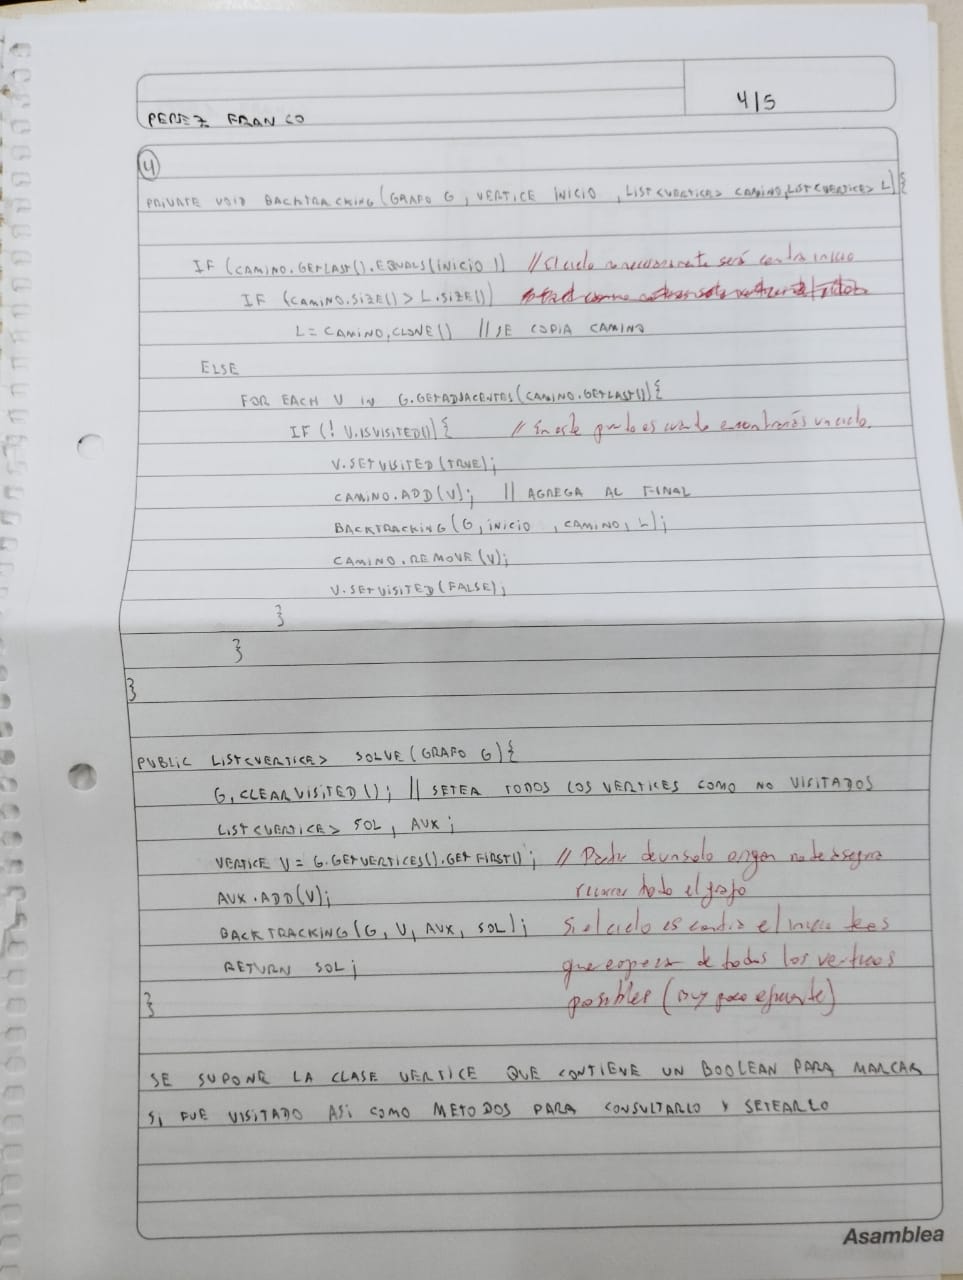 4/5
PEREZ FRANCO
4
PRIVATE VOID BACKTRACKING (GRAFO G, VERTICE INICIO, LIST<VERTICE> CAMINO, LIST<VERTICE> L){
IF (CAMINO.GETLAST().EQUALS(INICIO)) // El ciclo no necesariamente será contra inicio
IF (CAMINO.SIZE() > L.SIZE())
L = CAMINO.CLONE() // SE COPIA CAMINO
ELSE
FOR EACH V IN G.GETADJACENTES(CAMINO.GETLAST()){
IF (! V.ISVISITED()){ // En este punto es cuando encontrarás un ciclo.
V.SETVISITED(TRUE);
CAMINO.ADD(V); // AGREGA AL FINAL
BACKTRACKING(G, INICIO, CAMINO, L);
CAMINO.REMOVE(V);
V.SETVISITED(FALSE);
}
}
}
PUBLIC LIST<VERTICE> SOLVE (GRAFO G){
G.CLEARVISITED(); // SETEA TODOS LOS VERTICES COMO NO VISITADOS
LIST<VERTICE> SOL, AUX;
VERTICE V = G.GETVERTICES().GETFIRST(); // Partir de un solo origen no te asegura
AUX.ADD(V); recorrer todo el grafo
BACKTRACKING(G, V, AUX, SOL); Si el ciclo es contra el inicio
RETURN SOL; que empezar de todos los vertices
} posibles (muy poco eficiente)
SE SUPONE LA CLASE VERTICE QUE CONTIENE UN BOOLEAN PARA MARCAR
SI FUE VISITADO ASI COMO METODOS PARA CONSULTARLO Y SETEARLO
Asamblea